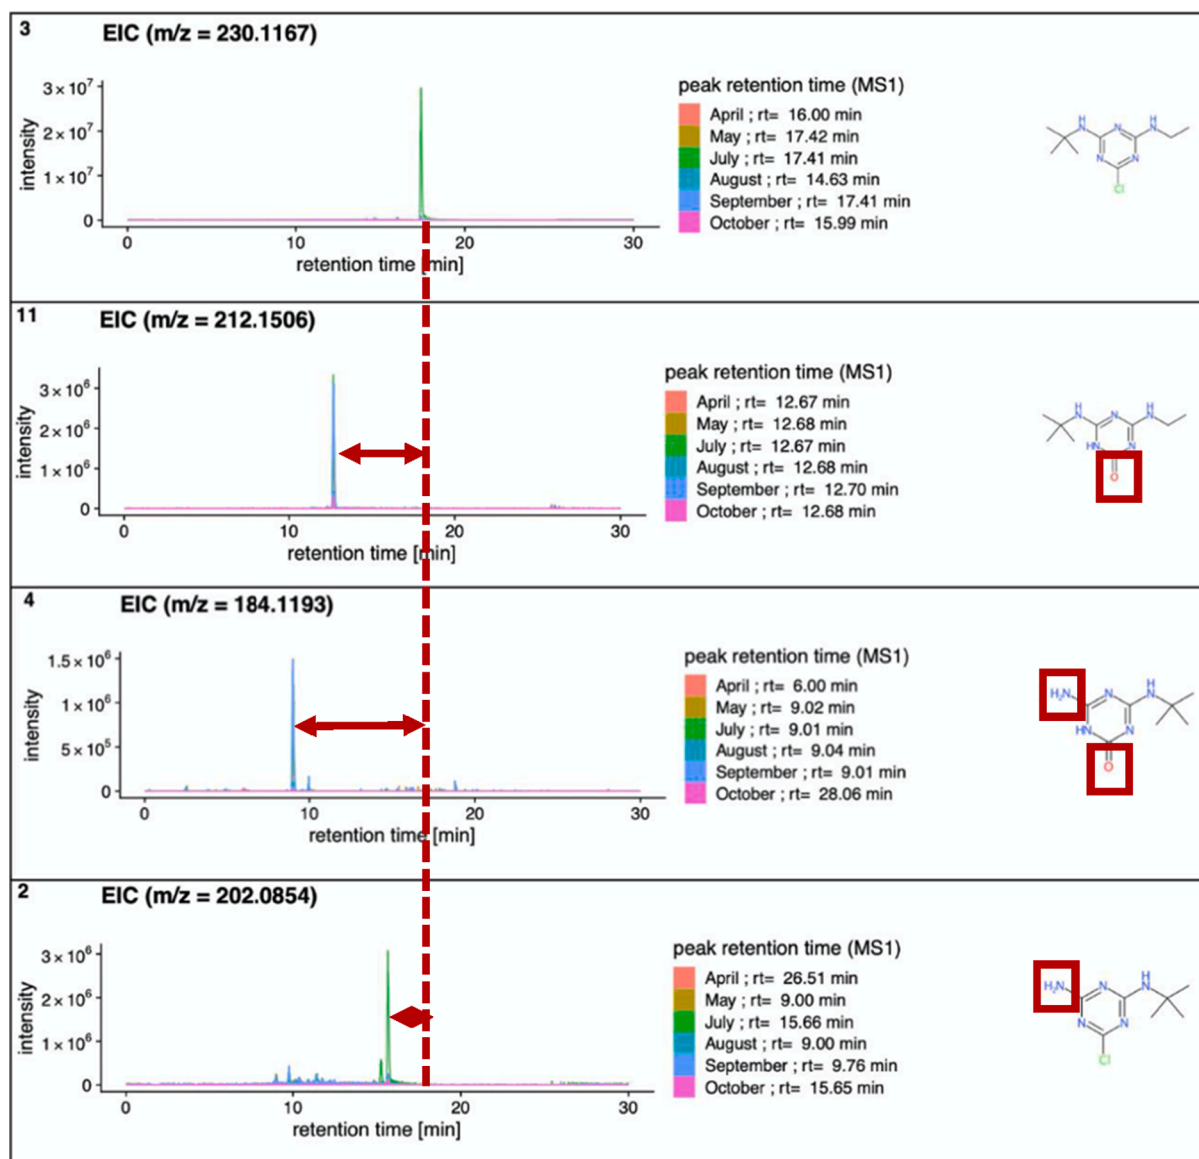 3
EIC (m/z = 230.1167)
3 × 10⁷
2 × 10⁷
1 × 10⁷
0
intensity
0 10 20 30
retention time [min]
peak retention time (MS1)
April ; rt= 16.00 min
May ; rt= 17.42 min
July ; rt= 17.41 min
August ; rt= 14.63 min
September ; rt= 17.41 min
October ; rt= 15.99 min
H
N
N
H
N
N
N
Cl
11
EIC (m/z = 212.1506)
3 × 10⁶
2 × 10⁶
1 × 10⁶
0
intensity
0 10 20 30
retention time [min]
peak retention time (MS1)
April ; rt= 12.67 min
May ; rt= 12.68 min
July ; rt= 12.67 min
August ; rt= 12.68 min
September ; rt= 12.70 min
October ; rt= 12.68 min
H
N
N
H
N
HN
N
O
4
EIC (m/z = 184.1193)
1.5 × 10⁶
1 × 10⁶
5 × 10⁵
0
intensity
0 10 20 30
retention time [min]
peak retention time (MS1)
April ; rt= 6.00 min
May ; rt= 9.02 min
July ; rt= 9.01 min
August ; rt= 9.04 min
September ; rt= 9.01 min
October ; rt= 28.06 min
H₂N
N
H
N
HN
N
O
2
EIC (m/z = 202.0854)
3 × 10⁶
2 × 10⁶
1 × 10⁶
0
intensity
0 10 20 30
retention time [min]
peak retention time (MS1)
April ; rt= 26.51 min
May ; rt= 9.00 min
July ; rt= 15.66 min
August ; rt= 9.00 min
September ; rt= 9.76 min
October ; rt= 15.65 min
H₂N
N
H
N
N
N
Cl